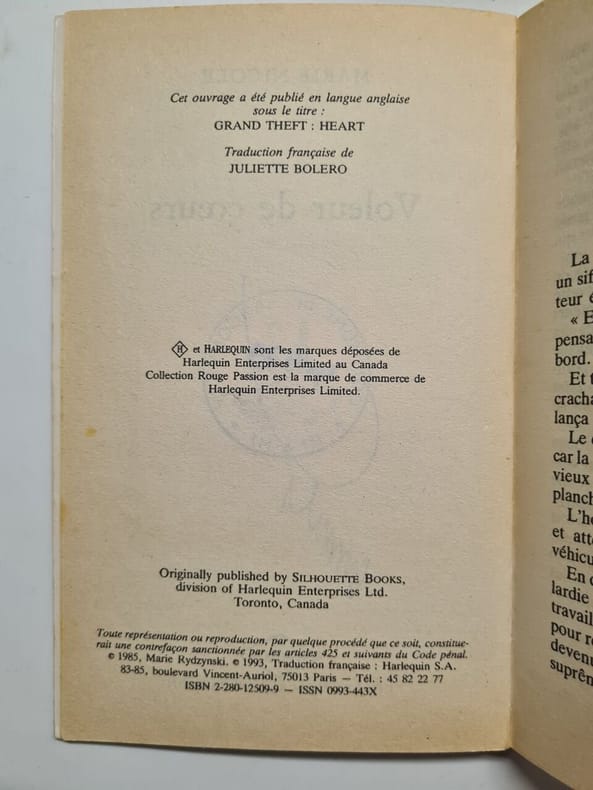 Cet ouvrage a été publié en langue anglaise
sous le titre :
GRAND THEFT : HEART
Traduction française de
JULIETTE BOLERO
Voleur de cœurs
H et HARLEQUIN sont les marques déposées de
Harlequin Enterprises Limited au Canada
Collection Rouge Passion est la marque de commerce de
Harlequin Enterprises Limited.
Originally published by SILHOUETTE BOOKS,
division of Harlequin Enterprises Ltd.
Toronto, Canada
Toute représentation ou reproduction, par quelque procédé que ce soit, constitue-
rait une contrefaçon sanctionnée par les articles 425 et suivants du Code pénal.
© 1985, Marie Rydzynski. © 1993, Traduction française : Harlequin S.A.
83-85, boulevard Vincent-Auriol, 75013 Paris — Tél. : 45 82 22 77
ISBN 2-280-12509-9 — ISSN 0993-443X
La
un sif
teur é
« E
pensa
bord.
Et t
cracha
lança
Le
car la
vieux
planch
L'h
et att
véhicu
En
lardie
travail
pour r
devenu
suprên